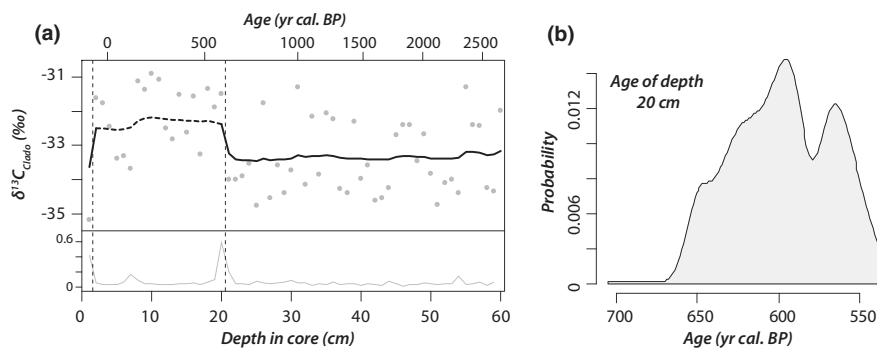 (a)
Age (yr cal. BP)
0 500 1000 1500 2000 2500
-31
-33
-35
δ¹³C Clado (‰)
0.6
0
0 10 20 30 40 50 60
Depth in core (cm)
(b)
Age of depth
20 cm
Probability
0.012
0.006
0
700 650 600 550
Age (yr cal. BP)